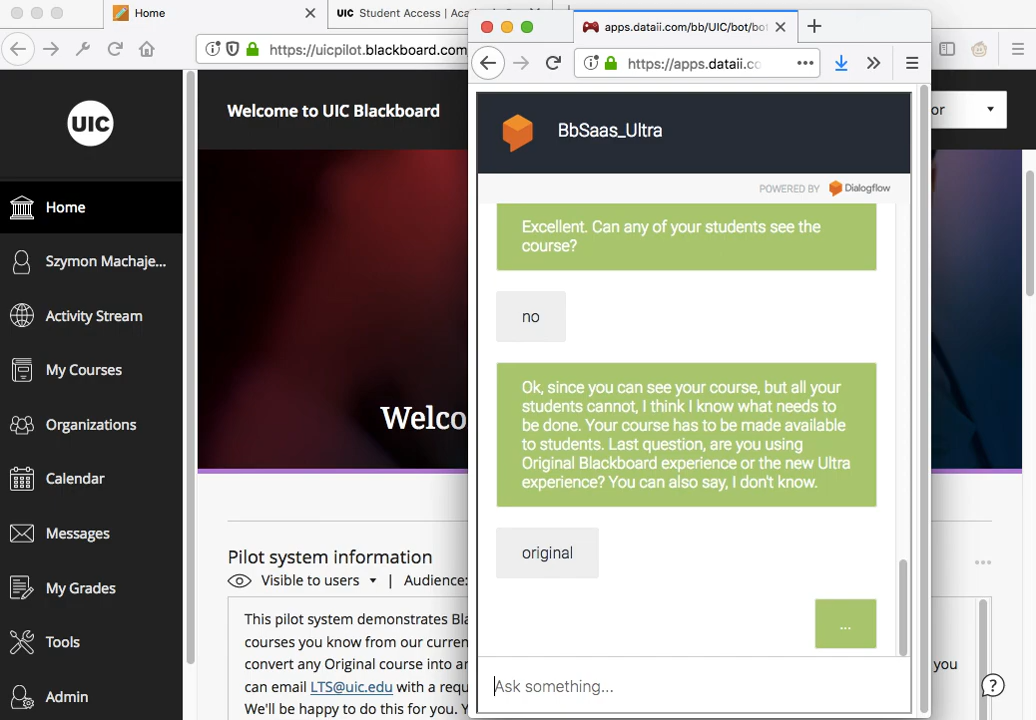 Home
UIC Student Access | Aca
apps.dataii.com/bb/UIC/bot/bot
https://uicpilot.blackboard.com
https://apps.dataii.co
UIC
Welcome to UIC Blackboard
or
BbSaas_Ultra
POWERED BY Dialogflow
Home
Szymon Machaje...
Activity Stream
My Courses
Organizations
Calendar
Messages
My Grades
Tools
Admin
Welco
Excellent. Can any of your students see the
course?
no
Ok, since you can see your course, but all your
students cannot, I think I know what needs to
be done. Your course has to be made available
to students. Last question, are you using
Original Blackboard experience or the new Ultra
experience? You can also say, I don't know.
original
...
Ask something...
Pilot system information
Visible to users | Audience:
This pilot system demonstrates Bla
courses you know from our curren
convert any Original course into an
you
can email LTS@uic.edu with a requ
We'll be happy to do this for you. Y
?